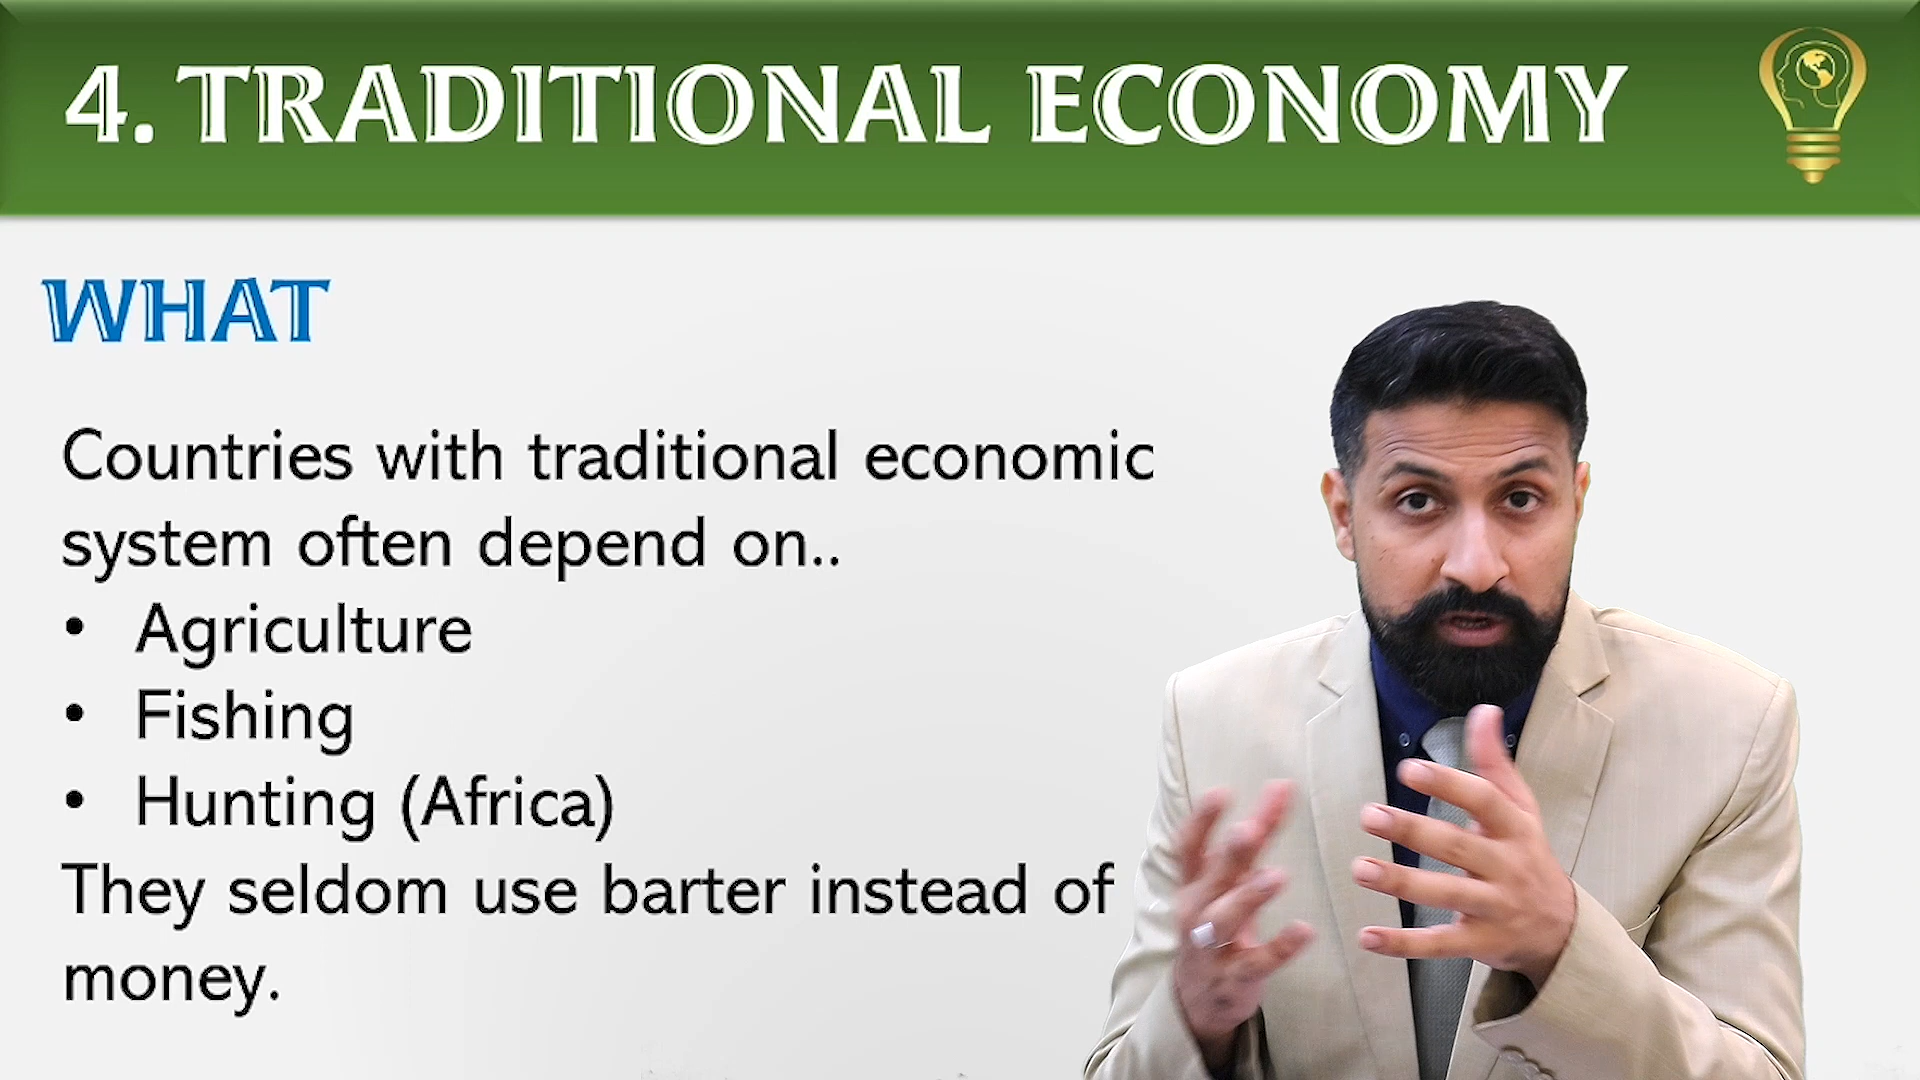 4. TRADITIONAL ECONOMY
WHAT
Countries with traditional economic
system often depend on..
• Agriculture
• Fishing
• Hunting (Africa)
They seldom use barter instead of
money.